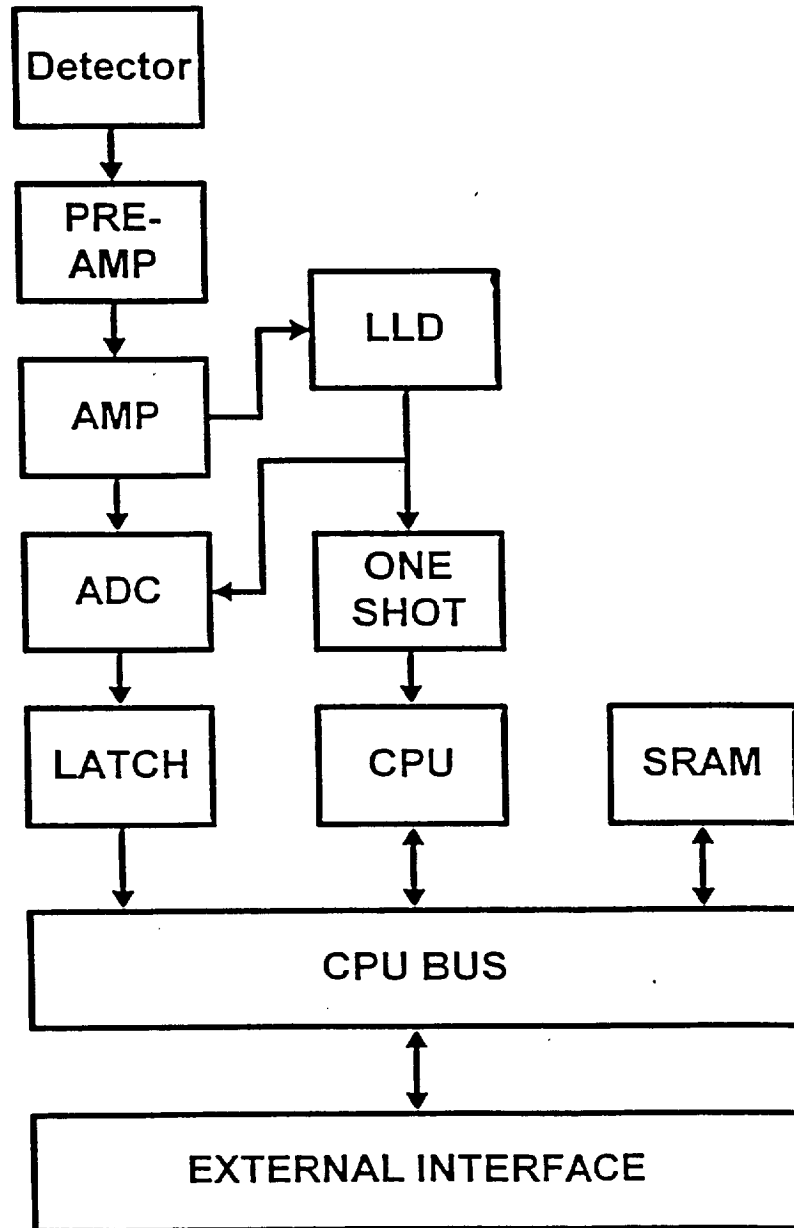 Detector
PRE-
AMP
LLD
AMP
ADC
ONE
SHOT
LATCH
CPU
SRAM
CPU BUS
EXTERNAL INTERFACE